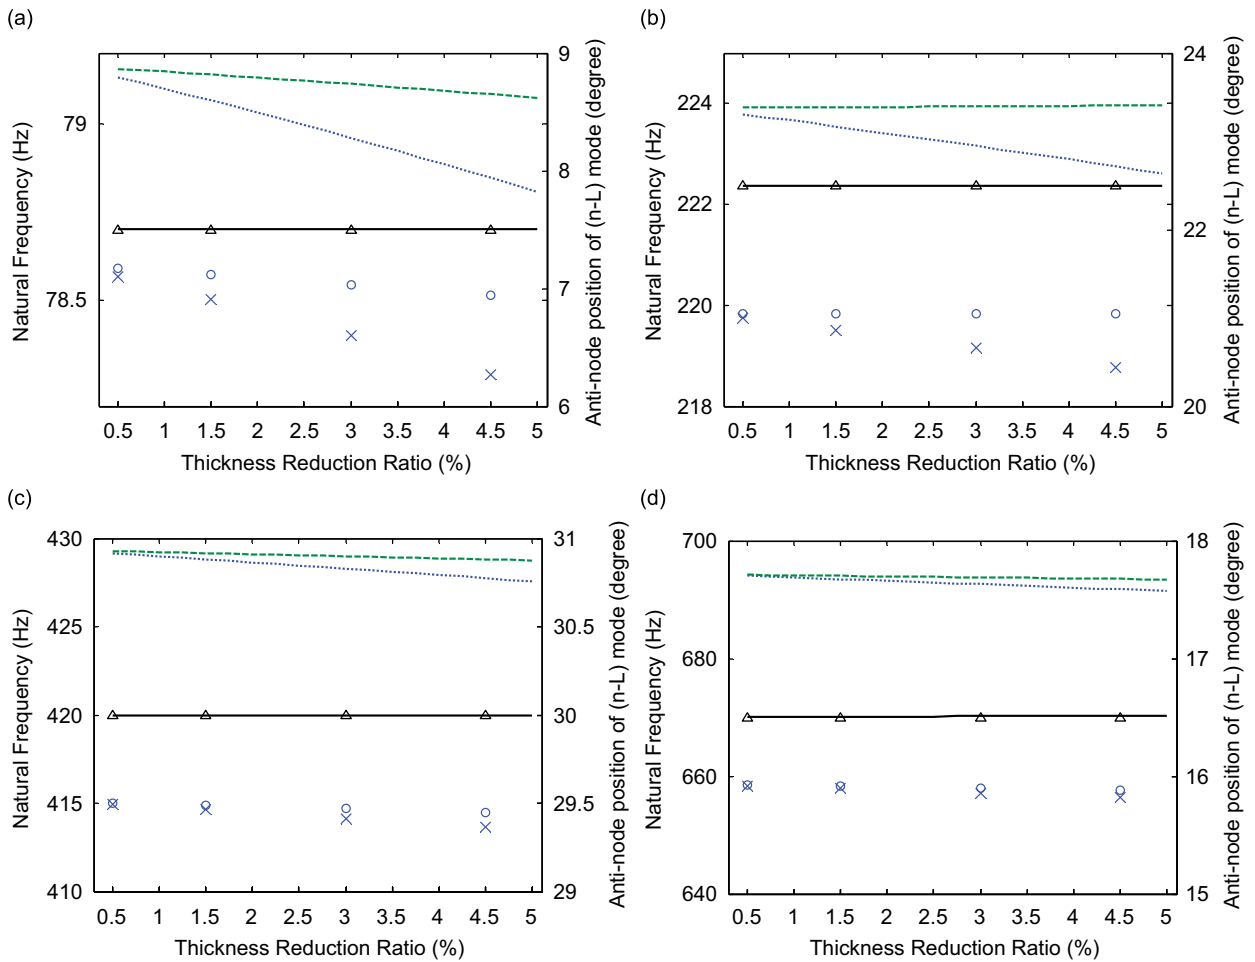 (a)
9
79
8
7
78.5
6
0.5 1 1.5 2 2.5 3 3.5 4 4.5 5
Thickness Reduction Ratio (%)
Natural Frequency (Hz)
Anti-node position of (n-L) mode (degree)
(b)
225
24
224
222
22
220
218
20
0.5 1 1.5 2 2.5 3 3.5 4 4.5 5
Thickness Reduction Ratio (%)
Natural Frequency (Hz)
Anti-node position of (n-L) mode (degree)
(c)
430
31
425
30.5
420
30
415
29.5
410
29
0.5 1 1.5 2 2.5 3 3.5 4 4.5 5
Thickness Reduction Ratio (%)
Natural Frequency (Hz)
Anti-node position of (n-L) mode (degree)
(d)
700
18
680
17
660
16
640
15
0.5 1 1.5 2 2.5 3 3.5 4 4.5 5
Thickness Reduction Ratio (%)
Natural Frequency (Hz)
Anti-node position of (n-L) mode (degree)